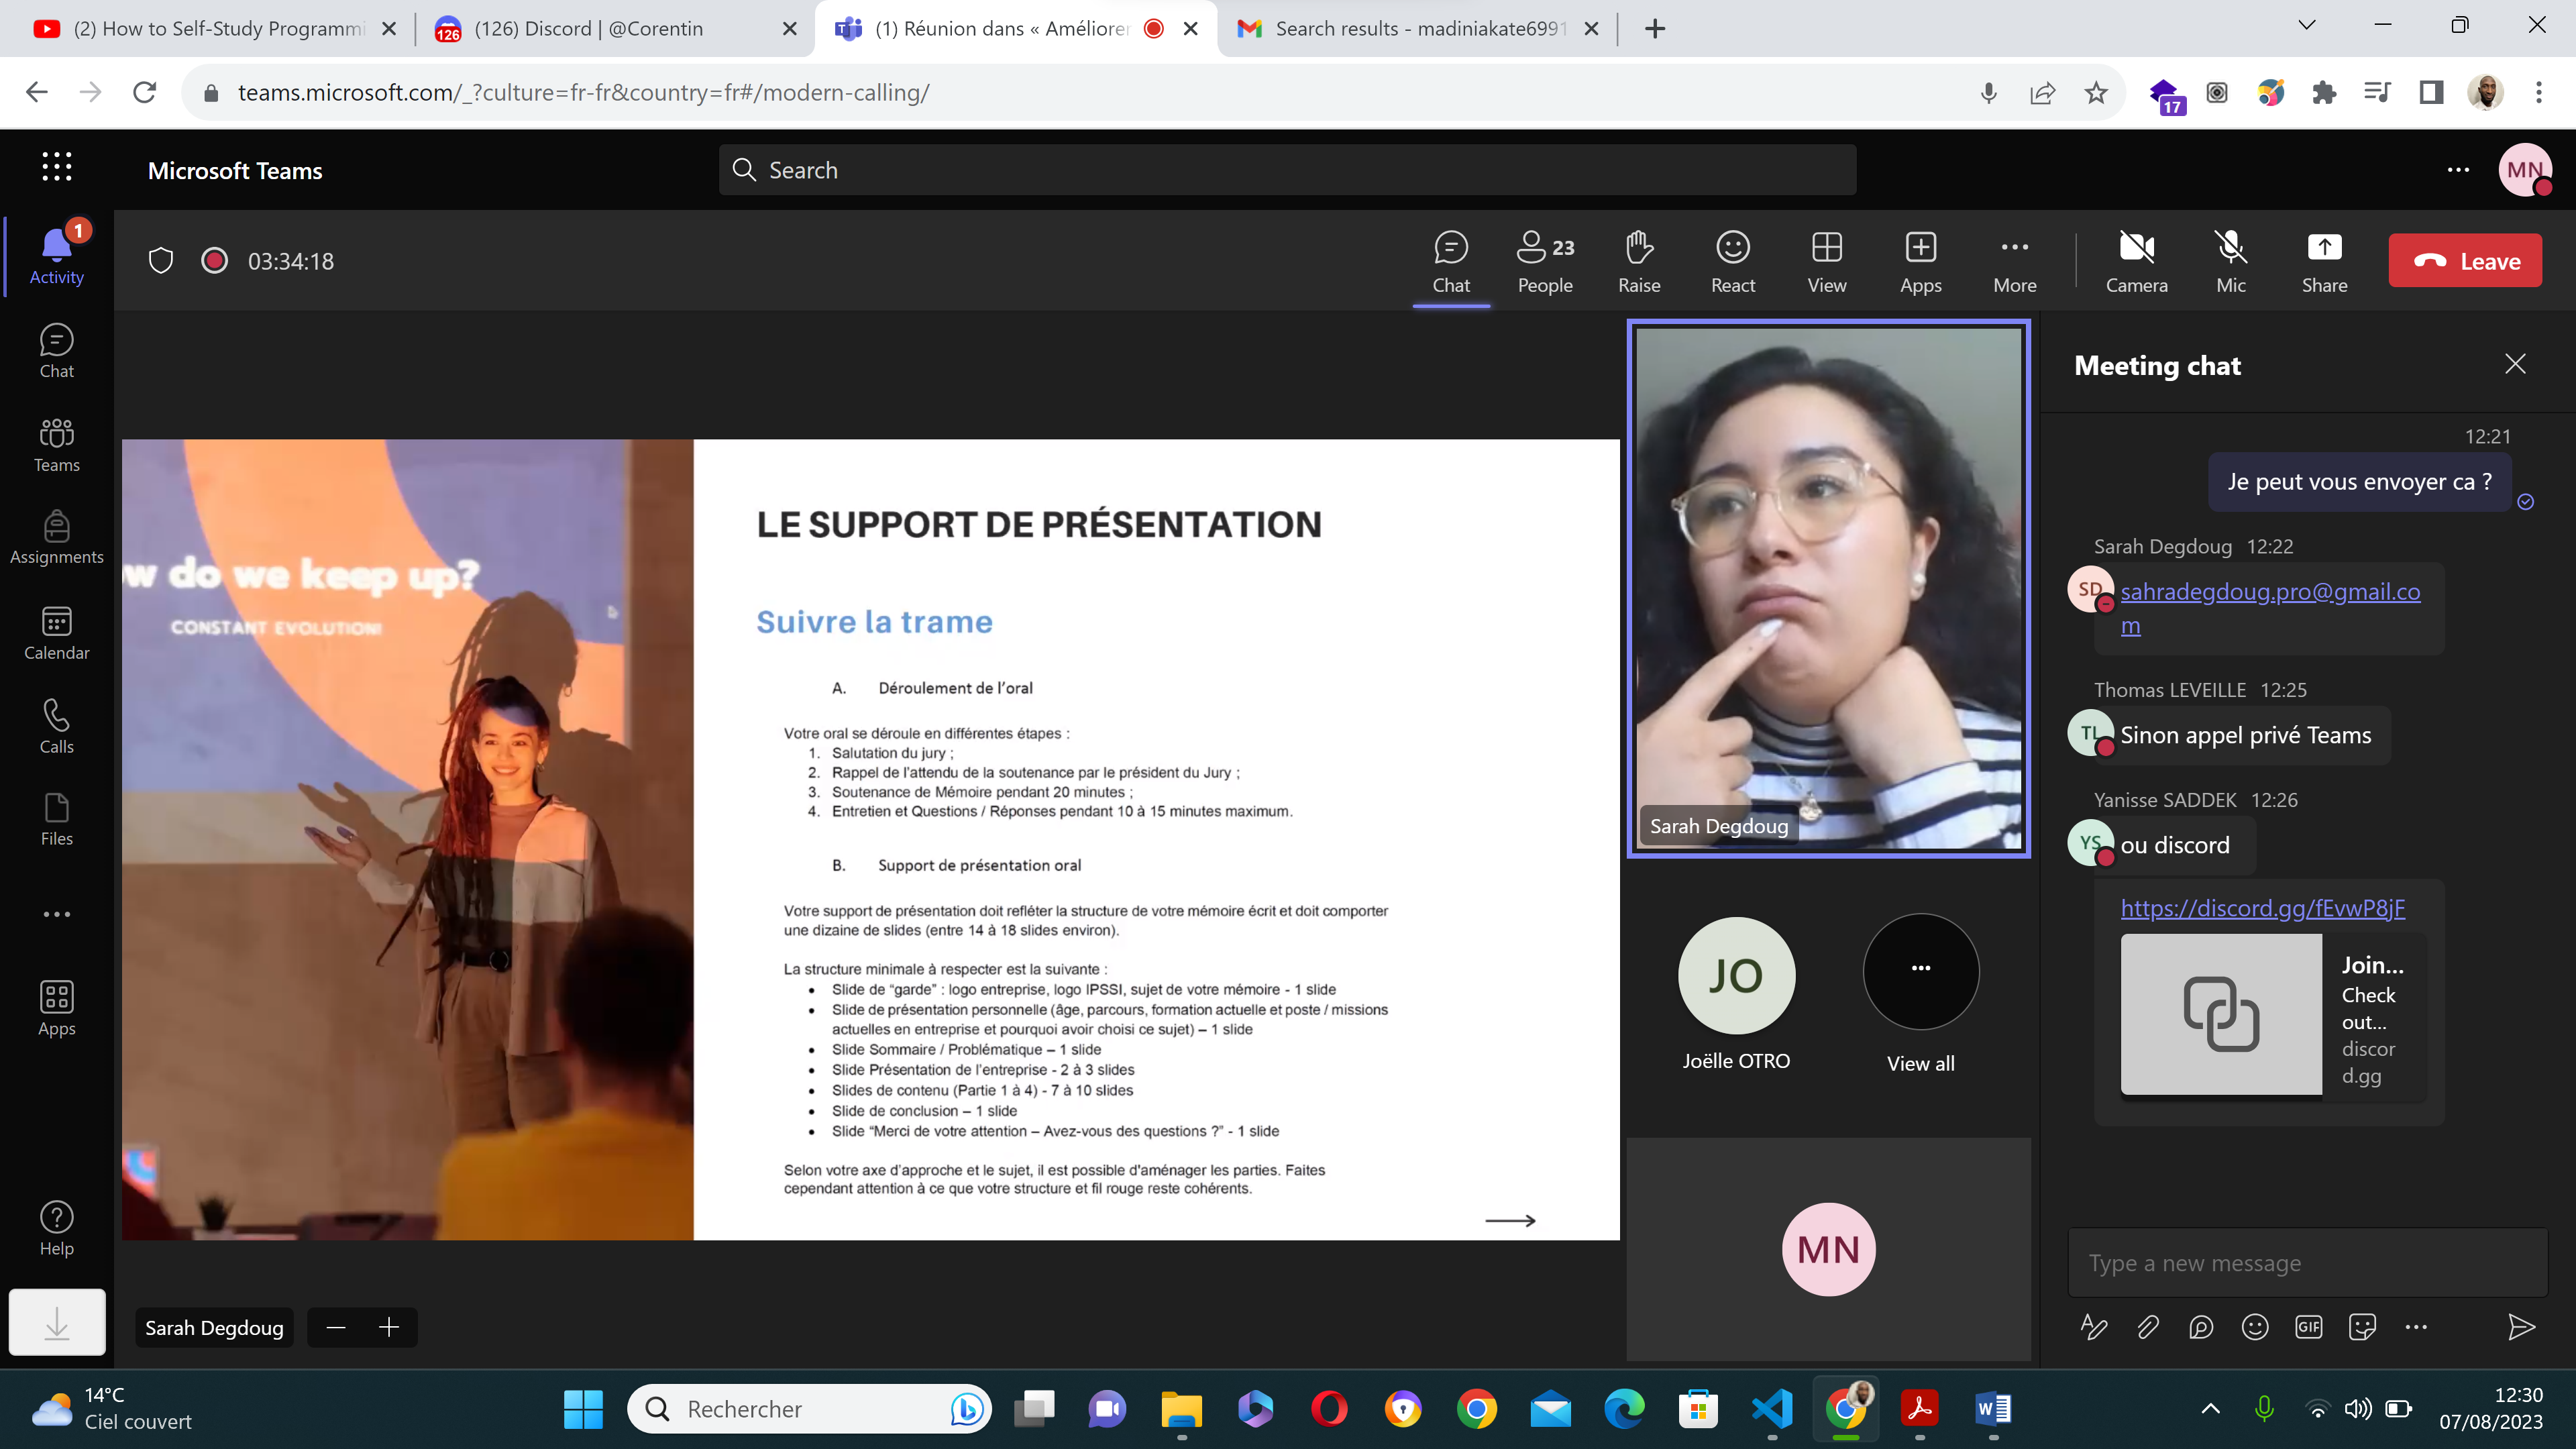 (2) How to Self-Study Programmi
(126) Discord | @Corentin
(1) Réunion dans « Améliorer
Search results - madiniakate6991
126
teams.microsoft.com/_?culture=fr-fr&country=fr#/modern-calling/
17
Microsoft Teams
Search
MN
1
Activity
Chat
Teams
Assignments
Calendar
Calls
Files
Apps
Help
03:34:18
Chat
23
People
Raise
React
View
Apps
More
Camera
Mic
Share
Leave
w do we keep up?
CONSTANT EVOLUTION!
LE SUPPORT DE PRÉSENTATION
Suivre la trame
A. Déroulement de l'oral
Votre oral se déroule en différentes étapes :
1. Salutation du jury ;
2. Rappel de l'attendu de la soutenance par le président du Jury ;
3. Soutenance de Mémoire pendant 20 minutes ;
4. Entretien et Questions / Réponses pendant 10 à 15 minutes maximum.
B. Support de présentation oral
Votre support de présentation doit refléter la structure de votre mémoire écrit et doit comporter
une dizaine de slides (entre 14 à 18 slides environ).
La structure minimale à respecter est la suivante :
• Slide de “garde” : logo entreprise, logo IPSSI, sujet de votre mémoire - 1 slide
• Slide de présentation personnelle (âge, parcours, formation actuelle et poste / missions
actuelles en entreprise et pourquoi avoir choisi ce sujet) – 1 slide
• Slide Sommaire / Problématique – 1 slide
• Slide Présentation de l'entreprise - 2 à 3 slides
• Slides de contenu (Partie 1 à 4) - 7 à 10 slides
• Slide de conclusion – 1 slide
• Slide “Merci de votre attention – Avez-vous des questions ?” - 1 slide
Selon votre axe d'approche et le sujet, il est possible d'aménager les parties. Faites
cependant attention à ce que votre structure et fil rouge reste cohérents.
Sarah Degdoug
Sarah Degdoug
JO
Joëlle OTRO
...
View all
MN
Meeting chat
12:21
Je peut vous envoyer ca ?
Sarah Degdoug 12:22
SD
sahradegdoug.pro@gmail.co
m
Thomas LEVEILLE 12:25
TL
Sinon appel privé Teams
Yanisse SADDEK 12:26
YS
ou discord
https://discord.gg/fEvwP8jF
Join...
Check
out...
discor
d.gg
Type a new message
GIF
14°C
Ciel couvert
Rechercher
12:30
07/08/2023